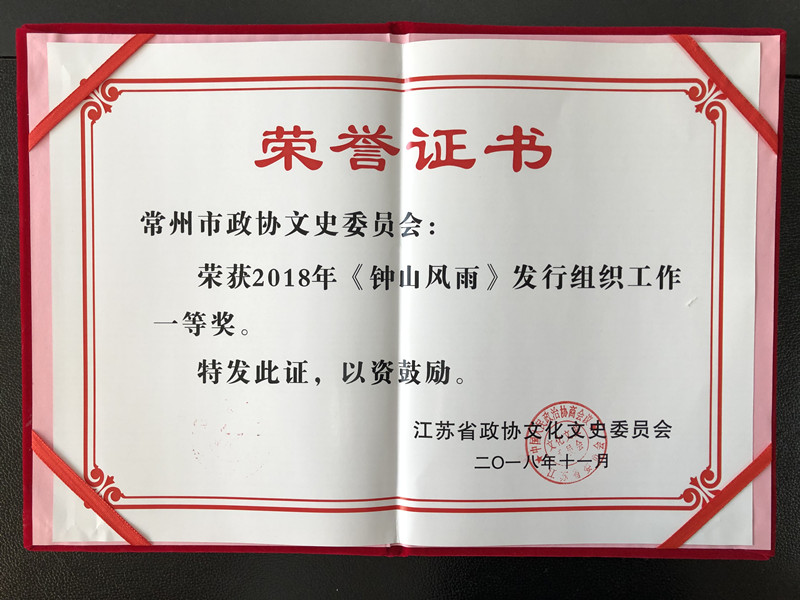 荣誉证书
常州市政协文史委员会：
荣获2018年《钟山风雨》发行组织工作
一等奖。
特发此证，以资鼓励。
江苏省政协文化文史委员会
二〇一八年十一月